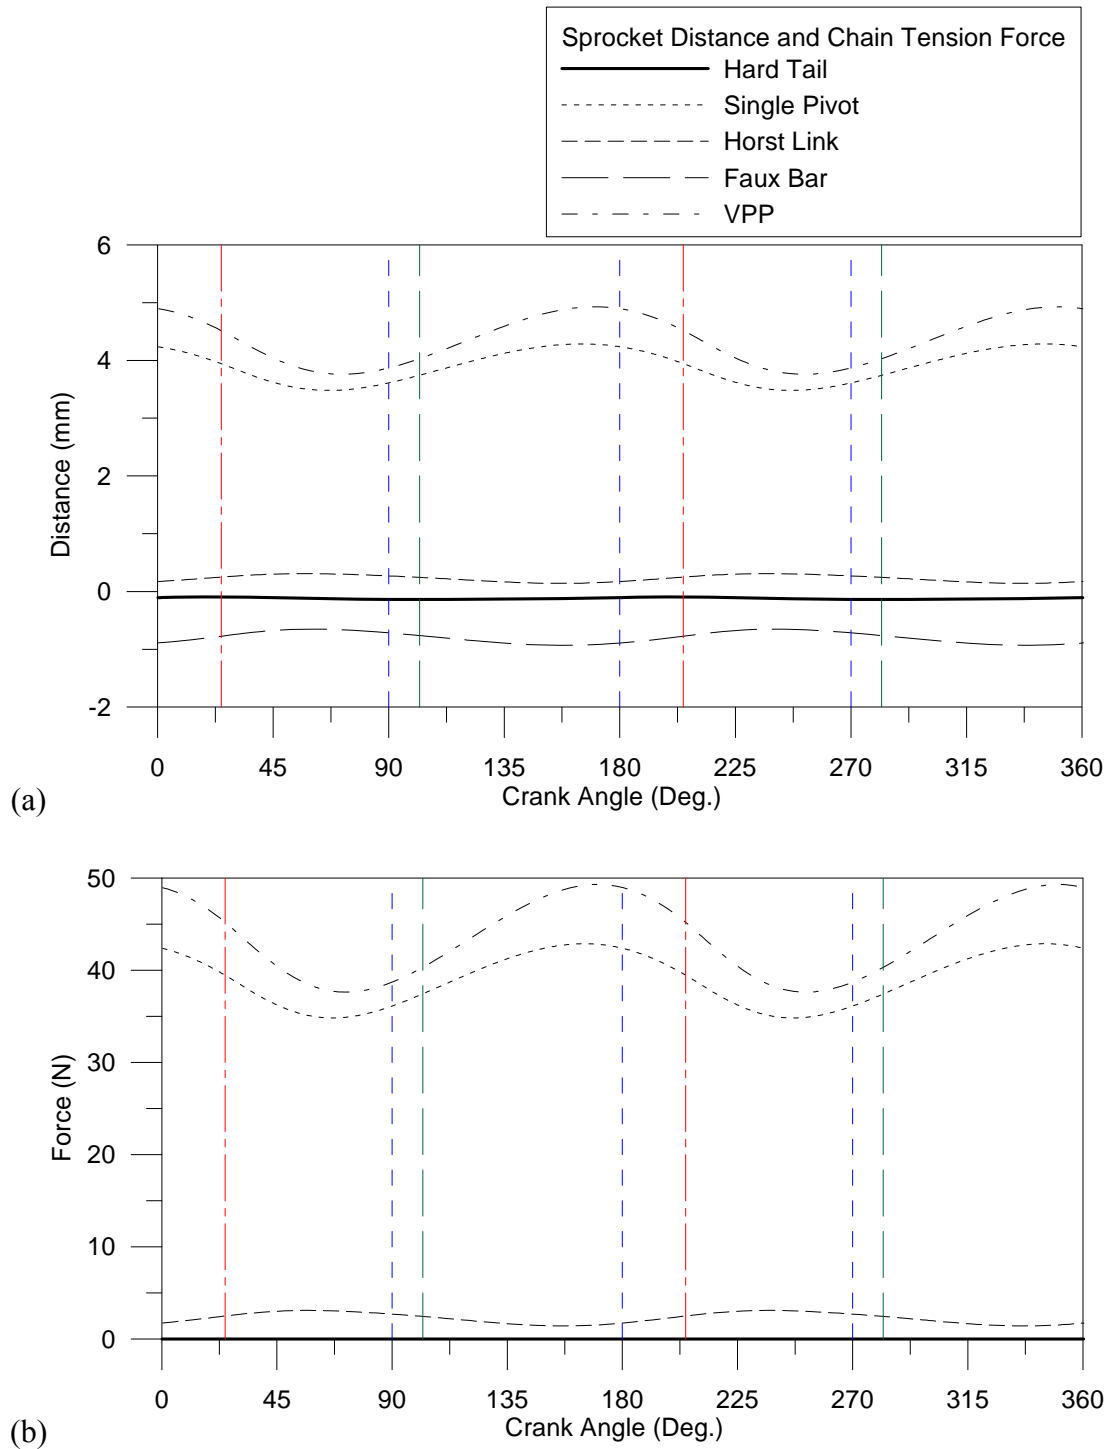 Sprocket Distance and Chain Tension Force
Hard Tail
Single Pivot
Horst Link
Faux Bar
VPP
6
4
2
0
-2
Distance (mm)
0 45 90 135 180 225 270 315 360
Crank Angle (Deg.)
(a)
50
40
30
20
10
0
Force (N)
0 45 90 135 180 225 270 315 360
Crank Angle (Deg.)
(b)